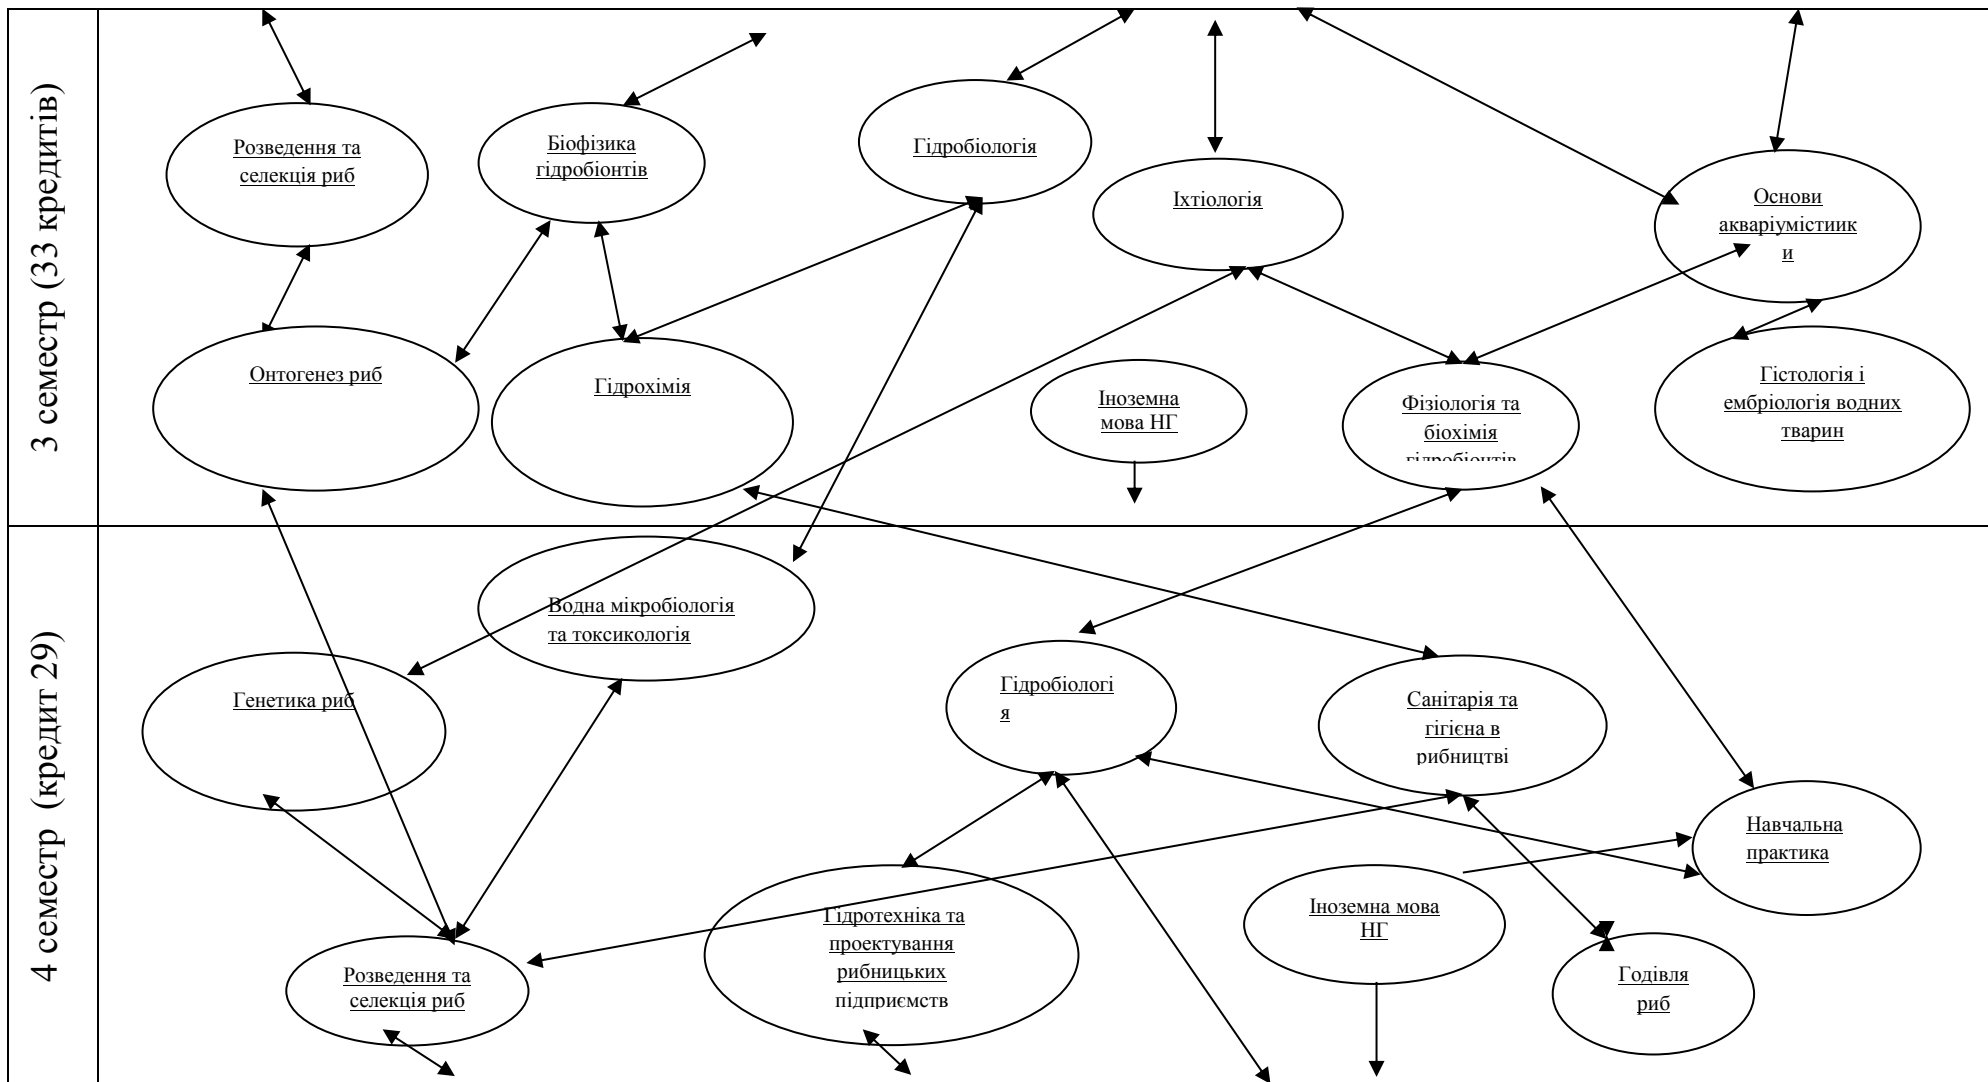 3 семестр (33 кредитів)
Розведення та
селекція риб
Біофізика
гідробіонтів
Гідробіологія
Іхтіологія
Основи
акваріумістиик
и
Онтогенез риб
Гідрохімія
Іноземна
мова НГ
Фізіологія та
біохімія
гідробіонтів
Гістологія і
ембріологія водних
тварин
4 семестр (кредит 29)
Водна мікробіологія
та токсикологія
Генетика риб
Гідробіологі
я
Санітарія та
гігієна в
рибництві
Навчальна
практика
Розведення та
селекція риб
Гідротехніка та
проектування
рибницьких
підприємств
Іноземна мова
НГ
Годівля
риб